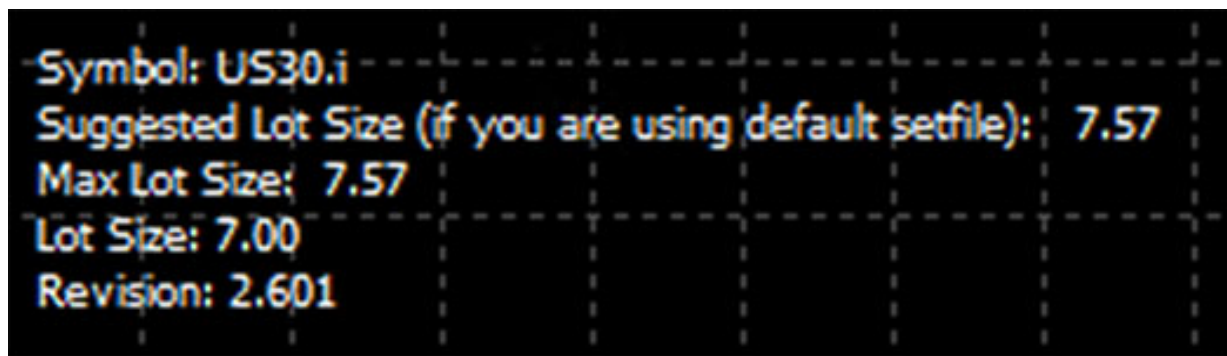 Symbol: US30.i
Suggested Lot Size (if you are using default setfile): 7.57
Max Lot Size: 7.57
Lot Size: 7.00
Revision: 2.601